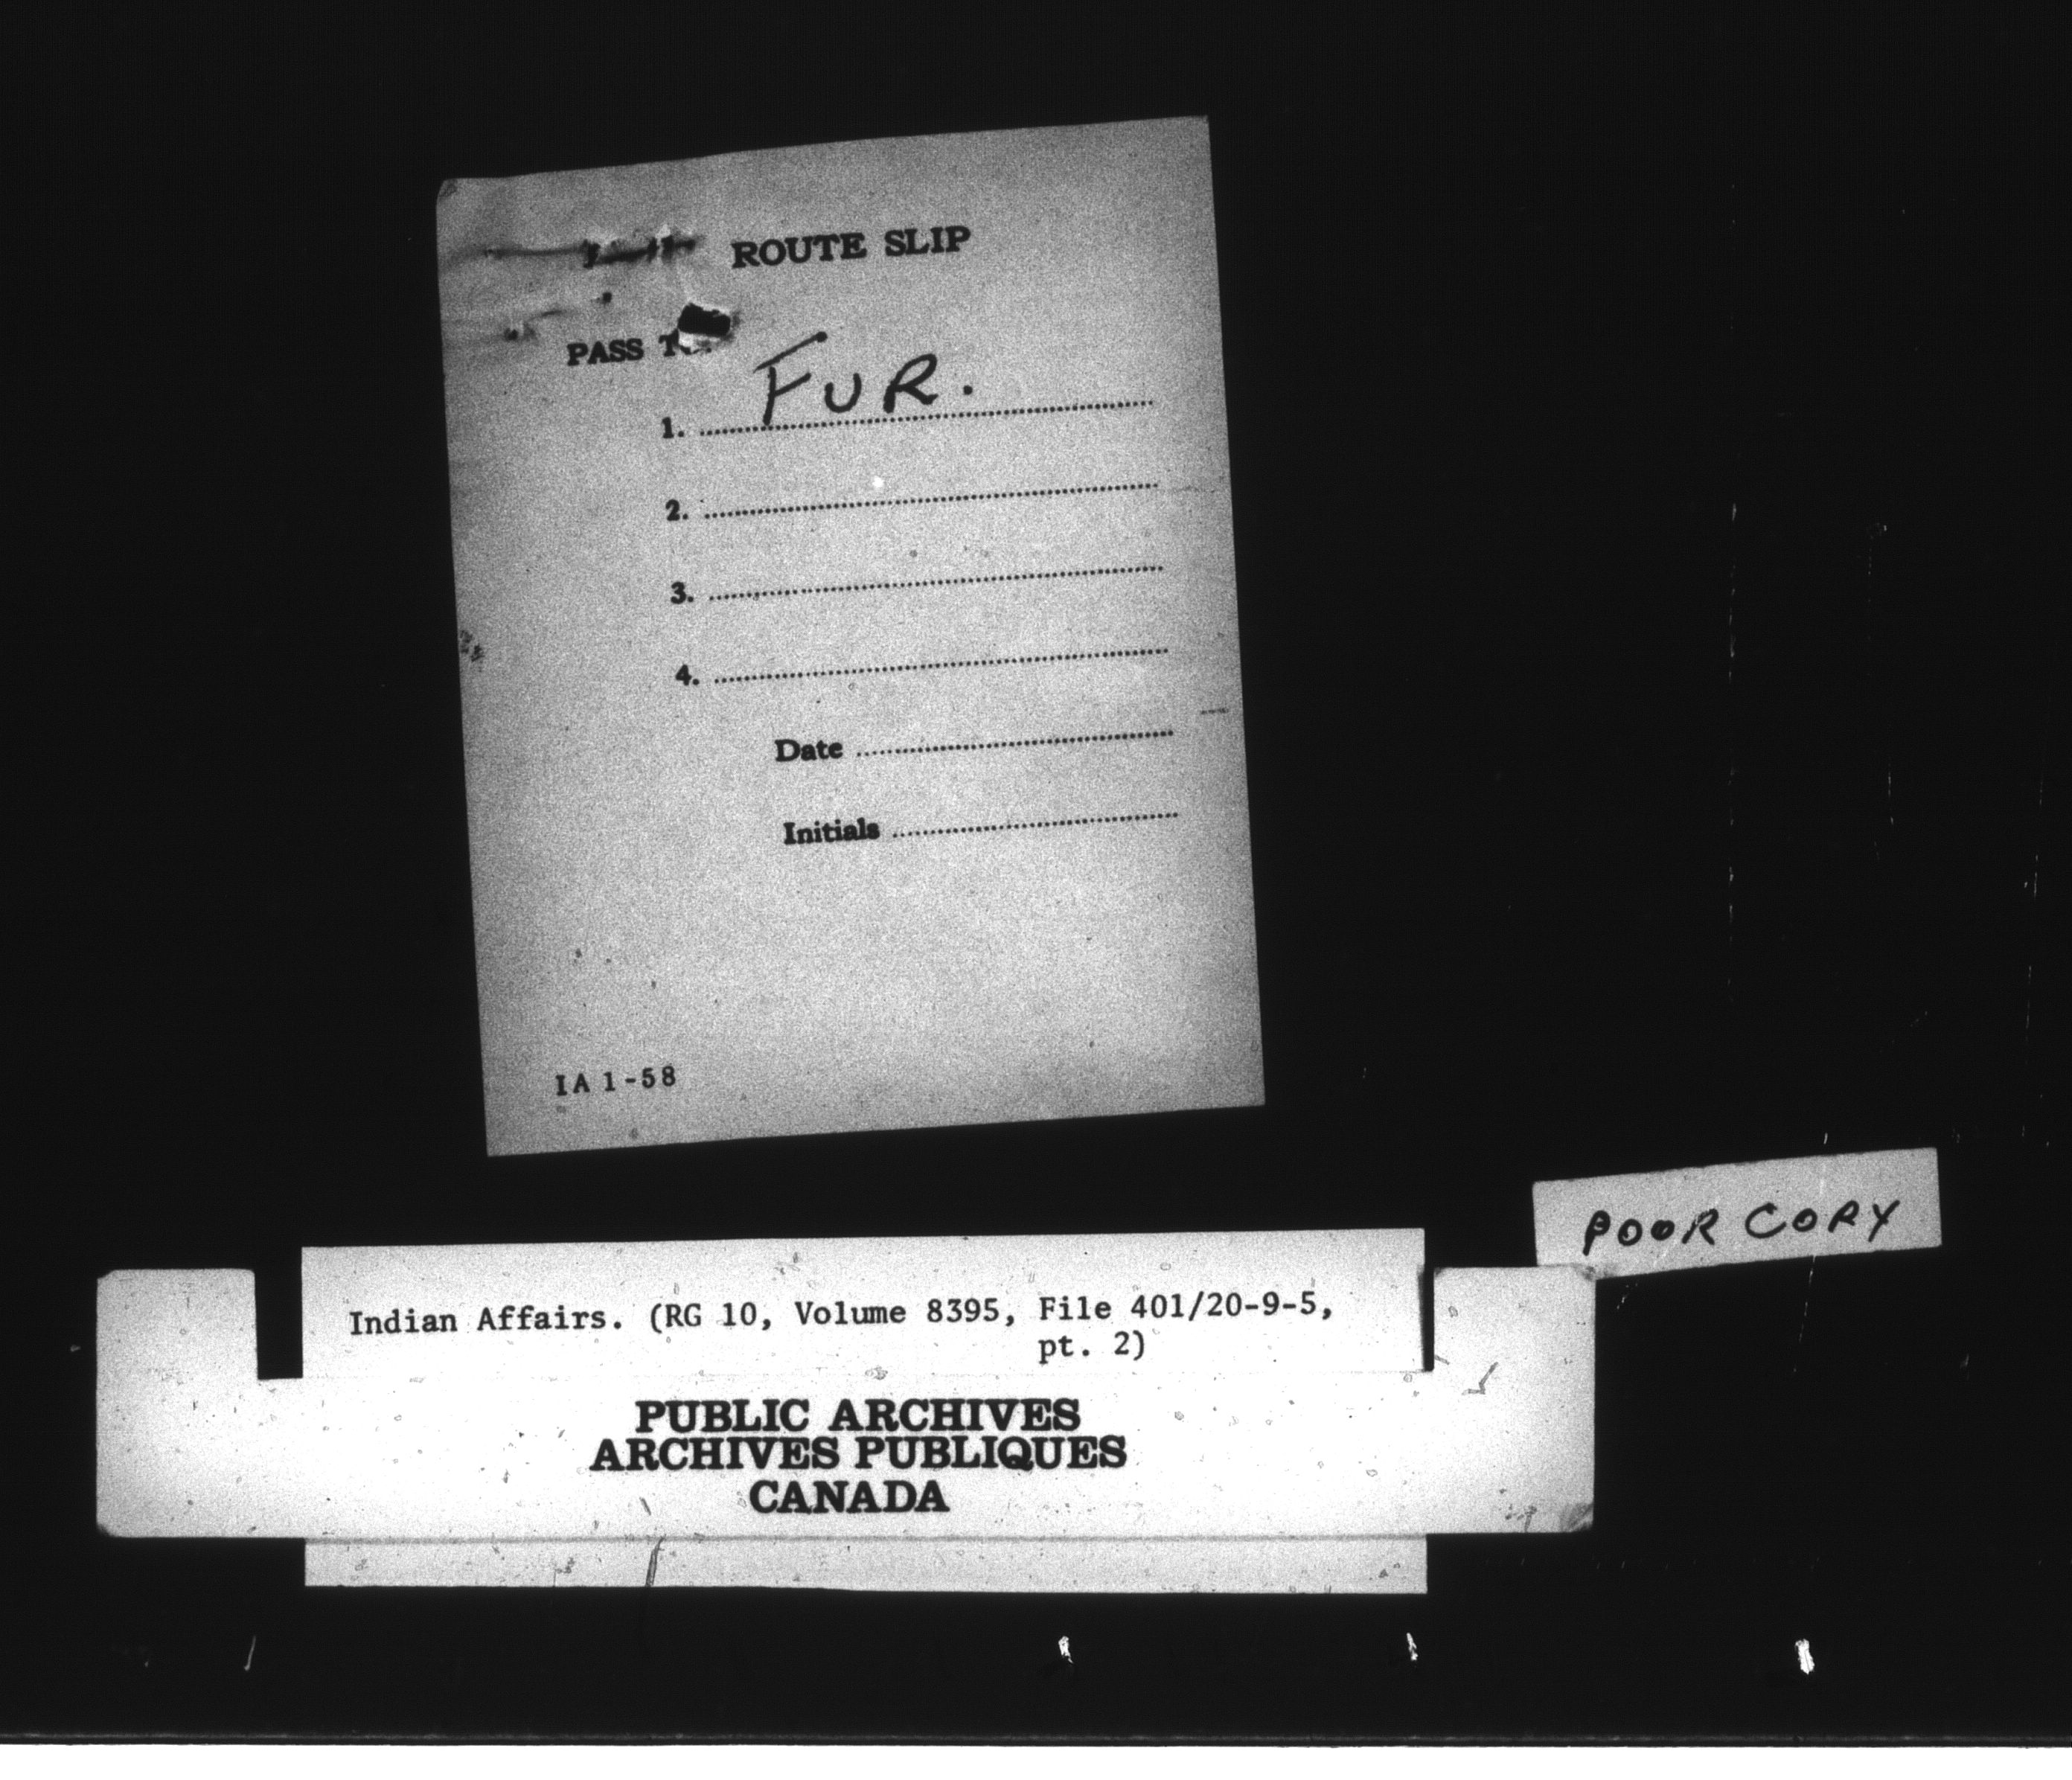 ROUTE SLIP
PASS
FUR.
1.
2.
3.
4.
Date
Initials
IA 1-58
POOR COPY
Indian Affairs. (RG 10, Volume 8395, File 401/20-9-5,
pt. 2)
PUBLIC ARCHIVES
ARCHIVES PUBLIQUES
CANADA